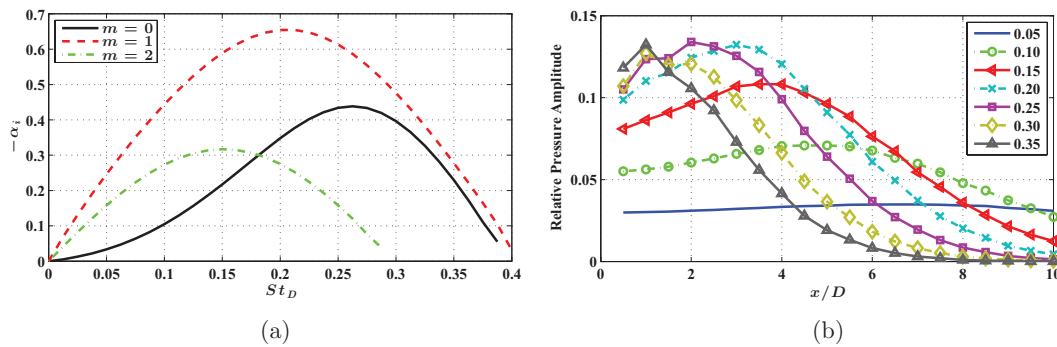 0.7
0.6
0.5
0.4
0.3
0.2
0.1
0
−αᵢ
m = 0
m = 1
m = 2
0 0.05 0.1 0.15 0.2 0.25 0.3 0.35 0.4
St_D
(a)
0.15
0.1
0.05
0
Relative Pressure Amplitude
0.05
0.10
0.15
0.20
0.25
0.30
0.35
0 2 4 6 8 10
x/D
(b)